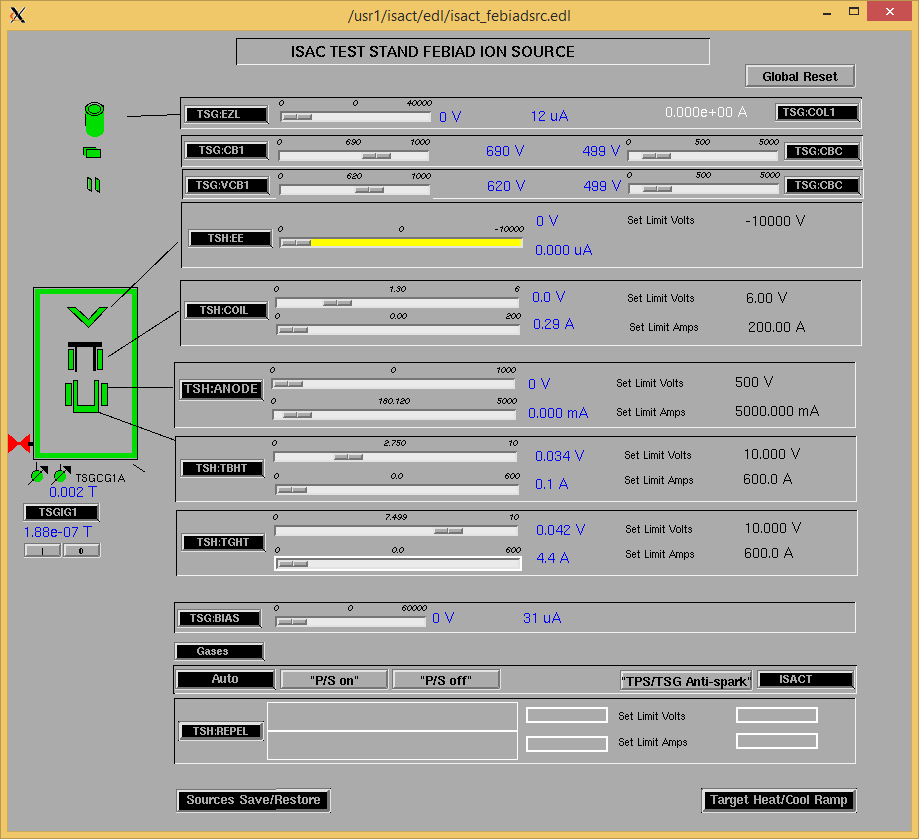 /usr1/isact/edl/isact_febiadsrc.edl
ISAC TEST STAND FEBIAD ION SOURCE
Global Reset
TSG:EZL 0 0 40000 0 V 12 uA 0.000e+00 A TSG:COL1
TSG:CB1 0 690 1000 690 V 499 V 0 500 5000 TSG:CBC
TSG:VCB1 0 620 1000 620 V 499 V 0 500 5000 TSG:CBC
TSH:EE 0 0 -10000 0 V Set Limit Volts -10000 V
0.000 uA
TSH:COIL 0 1.30 6 0.0 V Set Limit Volts 6.00 V
0 0.00 200 0.29 A Set Limit Amps 200.00 A
TSH:ANODE 0 0 1000 0 V Set Limit Volts 500 V
0 160.120 5000 0.000 mA Set Limit Amps 5000.000 mA
TSH:TBHT 0 2.750 10 0.034 V Set Limit Volts 10.000 V
0 0.0 600 0.1 A Set Limit Amps 600.0 A
TSGCG1A
0.002 T
TSGIG1
1.88e-07 T
I 0
TSH:TGHT 0 7.499 10 0.042 V Set Limit Volts 10.000 V
0 0.0 600 4.4 A Set Limit Amps 600.0 A
TSG:BIAS 0 0 60000 0 V 31 uA
Gases
Auto "P/S on" "P/S off" "TPS/TSG Anti-spark" ISACT
TSH:REPEL Set Limit Volts
Set Limit Amps
Sources Save/Restore Target Heat/Cool Ramp